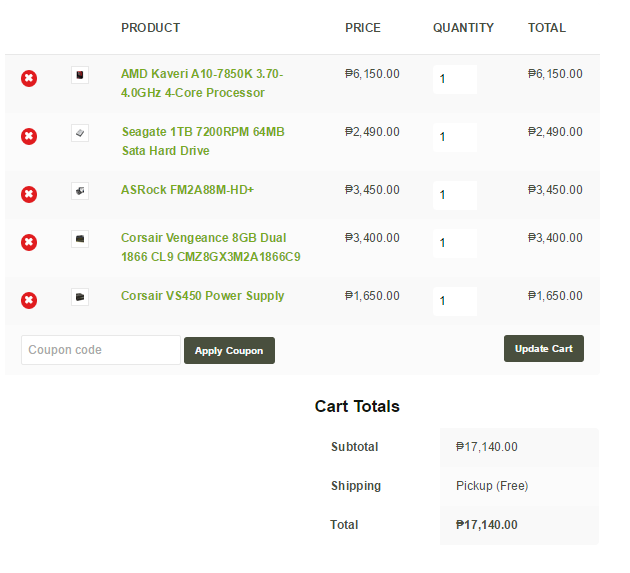 PRODUCT PRICE QUANTITY TOTAL
AMD Kaveri A10-7850K 3.70- ₱6,150.00 1 ₱6,150.00
4.0GHz 4-Core Processor
Seagate 1TB 7200RPM 64MB ₱2,490.00 1 ₱2,490.00
Sata Hard Drive
ASRock FM2A88M-HD+ ₱3,450.00 1 ₱3,450.00
Corsair Vengeance 8GB Dual ₱3,400.00 1 ₱3,400.00
1866 CL9 CMZ8GX3M2A1866C9
Corsair VS450 Power Supply ₱1,650.00 1 ₱1,650.00
Coupon code Apply Coupon Update Cart
Cart Totals
Subtotal ₱17,140.00
Shipping Pickup (Free)
Total ₱17,140.00